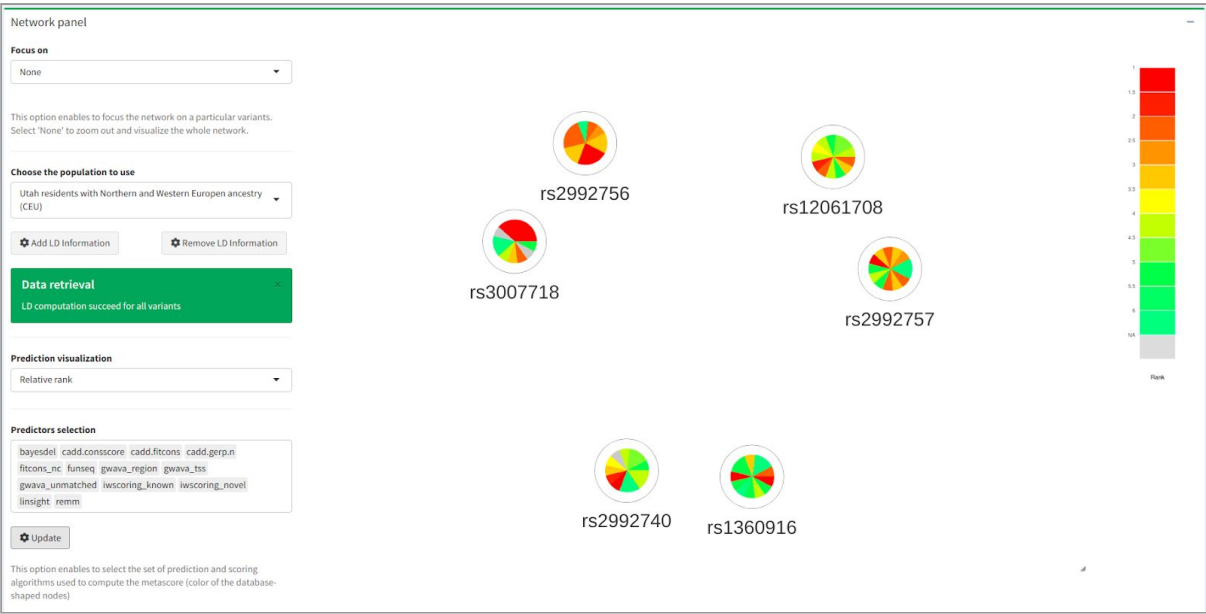 Network panel
Focus on
None
This option enables to focus the network on a particular variants.
Select 'None' to zoom out and visualize the whole network.
Choose the population to use
Utah residents with Northern and Western Europen ancestry
(CEU)
Add LD Information
Remove LD Information
Data retrieval
×
LD computation succeed for all variants
Prediction visualization
Relative rank
Predictors selection
bayesdel cadd.consscore cadd.fitcons cadd.gerp.n
fitcons_nc funseq gwava_region gwava_tss
gwava_unmatched iwscoring_known iwscoring_novel
linsight remm
Update
This option enables to select the set of prediction and scoring
algorithms used to compute the metascore (color of the database-
shaped nodes)
rs2992756
rs12061708
rs3007718
rs2992757
rs2992740
rs1360916
1
1.5
2
2.5
3
3.5
4
4.5
5
5.5
6
NA
Rank